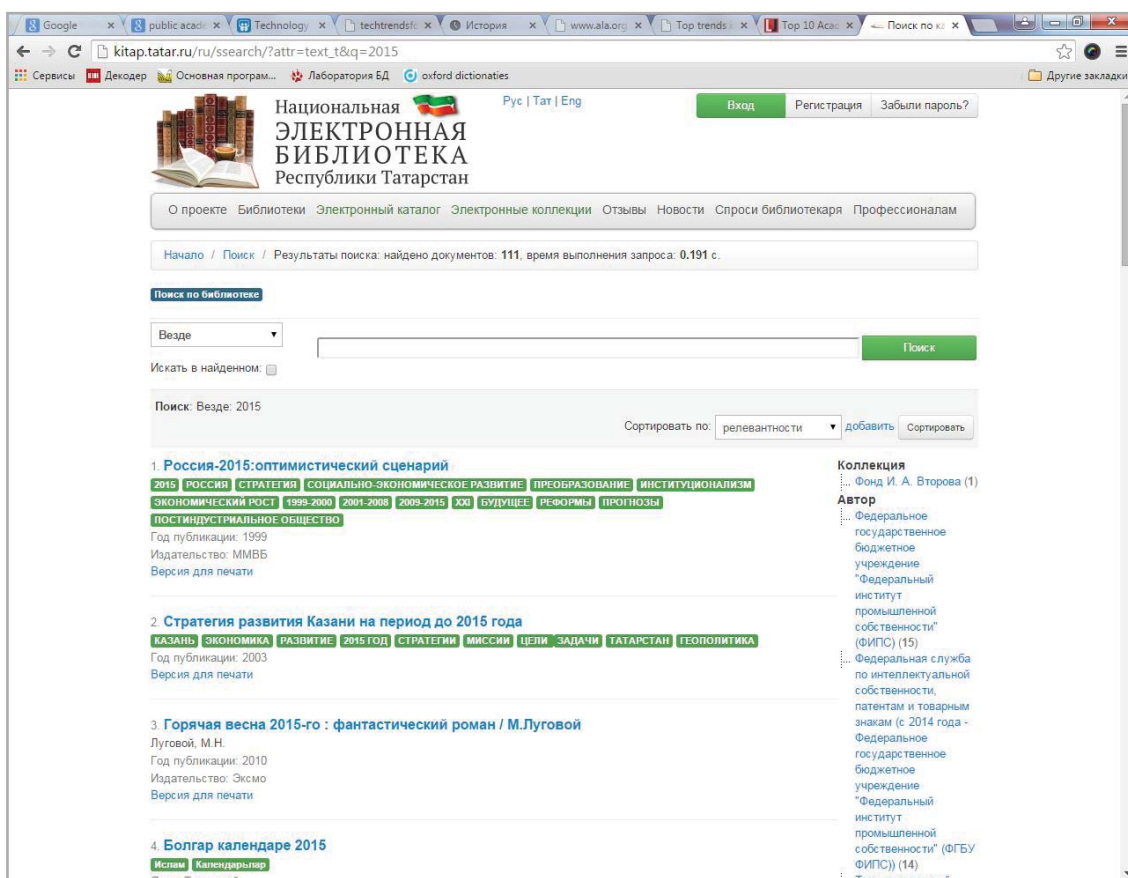 Google
public acade
Technology
techtrendsfo
История
www.ala.org
Top trends i
Top 10 Acac
Поиск по ка
kitap.tatar.ru/ru/ssearch/?attr=text_t&q=2015
Сервисы
Декодер
Основная програм...
Лаборатория БД
oxford dictionaties
Другие закладки
Национальная
ЭЛЕКТРОННАЯ
БИБЛИОТЕКА
Республики Татарстан
Рус | Тат | Eng
Вход
Регистрация
Забыли пароль?
О проекте Библиотеки Электронный каталог Электронные коллекции Отзывы Новости Спроси библиотекаря Профессионалам
Начало / Поиск / Результаты поиска: найдено документов: 111, время выполнения запроса: 0.191 с.
Поиск по библиотеке
Везде
Поиск
Искать в найденном:
Поиск: Везде: 2015
Сортировать по: релевантности добавить Сортировать
1. Россия-2015:оптимистический сценарий
2015 РОССИЯ СТРАТЕГИЯ СОЦИАЛЬНО-ЭКОНОМИЧЕСКОЕ РАЗВИТИЕ ПРЕОБРАЗОВАНИЕ ИНСТИТУЦИОНАЛИЗМ
ЭКОНОМИЧЕСКИЙ РОСТ 1999-2000 2001-2008 2009-2015 XXI БУДУЩЕЕ РЕФОРМЫ ПРОГНОЗЫ
ПОСТИНДУСТРИАЛЬНОЕ ОБЩЕСТВО
Год публикации: 1999
Издательство: ММВБ
Версия для печати
2. Стратегия развития Казани на период до 2015 года
КАЗАНЬ ЭКОНОМИКА РАЗВИТИЕ 2015 ГОД СТРАТЕГИИ МИССИИ ЦЕЛИ ЗАДАЧИ ТАТАРСТАН ГЕОПОЛИТИКА
Год публикации: 2003
Версия для печати
3. Горячая весна 2015-го : фантастический роман / М.Луговой
Луговой, М.Н.
Год публикации: 2010
Издательство: Эксмо
Версия для печати
4. Болгар календаре 2015
Ислам Календарьлар
Коллекция
Фонд И. А. Второва (1)
Автор
Федеральное
государственное
бюджетное
учреждение
"Федеральный
институт
промышленной
собственности"
(ФИПС) (15)
Федеральная служба
по интеллектуальной
собственности,
патентам и товарным
знакам (с 2014 года -
Федеральное
государственное
бюджетное
учреждение
"Федеральный
институт
промышленной
собственности" (ФГБУ
ФИПС)) (14)